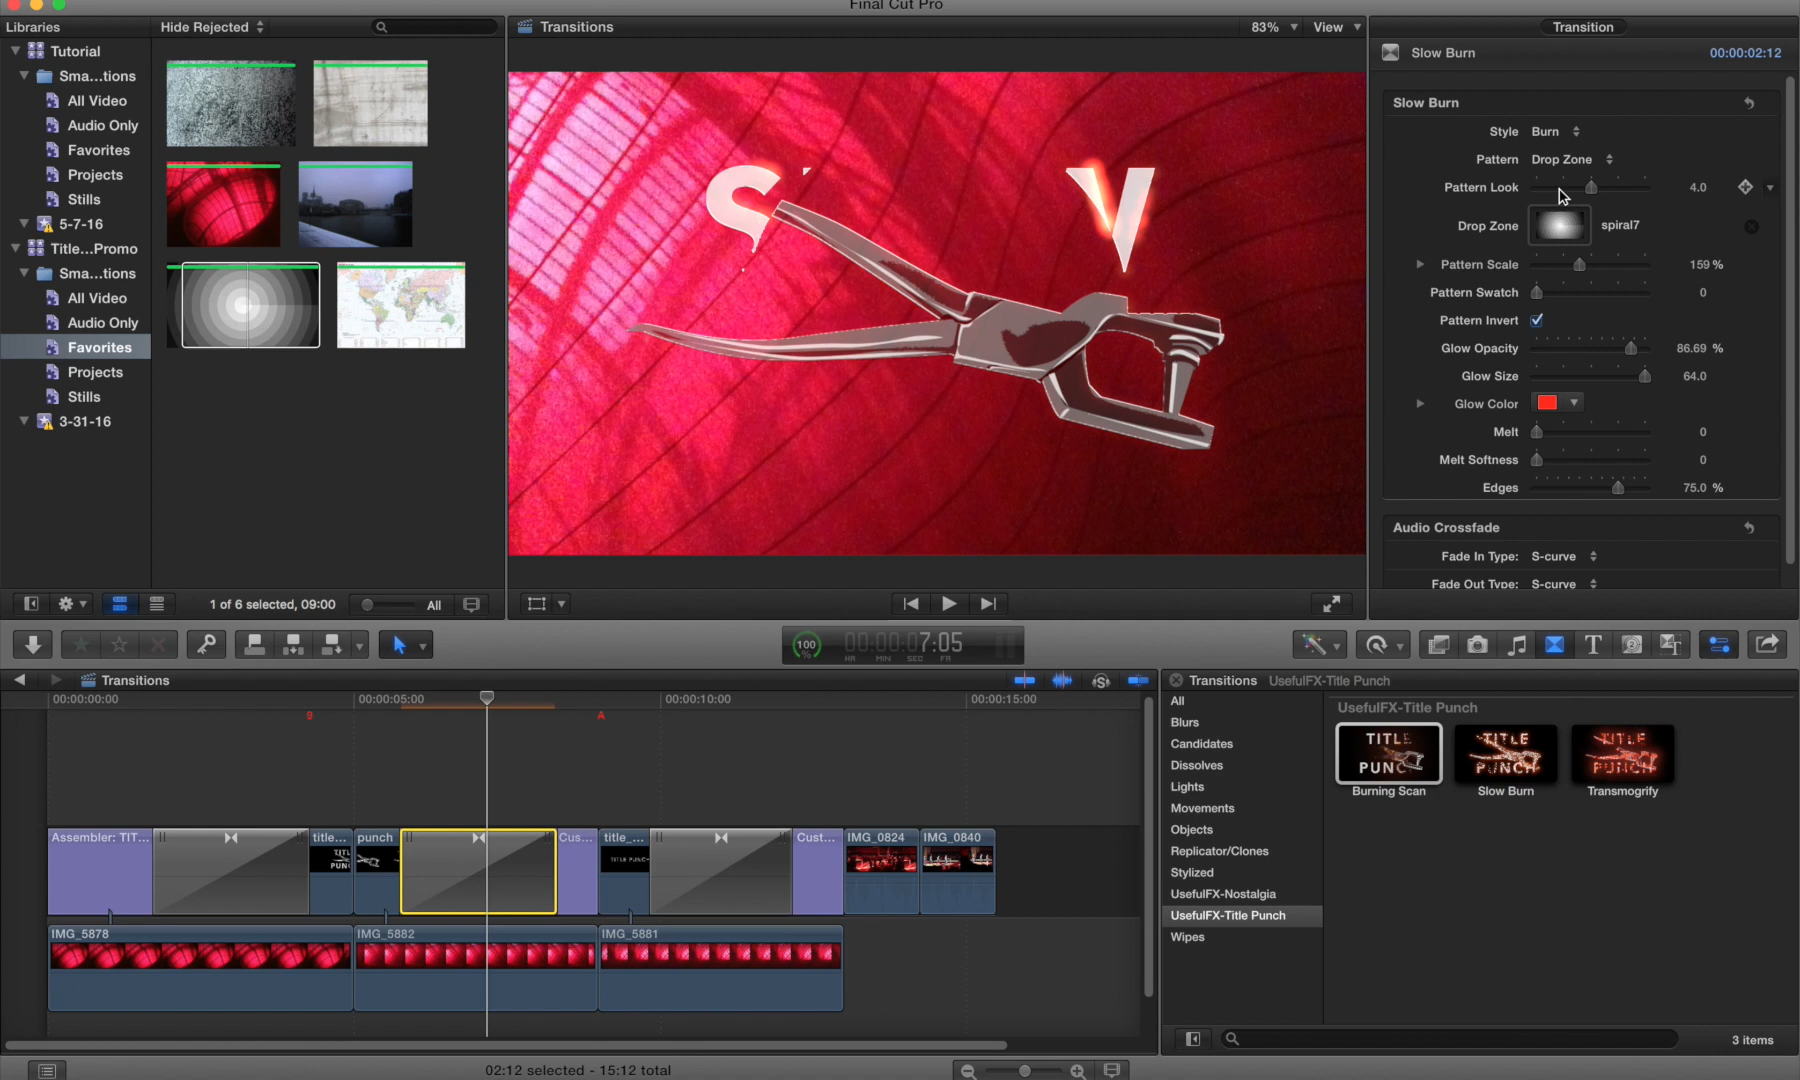 Final Cut Pro
Libraries
Hide Rejected
Transitions
83%
View
Transition
Tutorial
Sma...tions
All Video
Audio Only
Favorites
Projects
Stills
5-7-16
Title...Promo
Sma...tions
All Video
Audio Only
Favorites
Projects
Stills
3-31-16
S V
Slow Burn
00:00:02:12
Slow Burn
Style Burn
Pattern Drop Zone
Pattern Look 4.0
Drop Zone spiral7
Pattern Scale 159 %
Pattern Swatch 0
Pattern Invert
Glow Opacity 86.69 %
Glow Size 64.0
Glow Color
Melt 0
Melt Softness 0
Edges 75.0 %
Audio Crossfade
Fade In Type: S-curve
Fade Out Type: S-curve
1 of 6 selected, 09:00
All
100 %
00:00:07:05
HR MIN SEC FR
Transitions
00:00:00:00
00:00:05:00
00:00:10:00
00:00:15:00
9
A
Assembler: TIT...
title...
punch
Cus...
title_...
Cust...
IMG_0824
IMG_0840
TITLE PUNCH
IMG_5878
IMG_5882
IMG_5881
02:12 selected - 15:12 total
Transitions UsefulFX-Title Punch
All
Blurs
Candidates
Dissolves
Lights
Movements
Objects
Replicator/Clones
Stylized
UsefulFX-Nostalgia
UsefulFX-Title Punch
Wipes
UsefulFX-Title Punch
TITLE
PUNC
Burning Scan
TITLE
PUNCH
Slow Burn
TITLE
PUNCH
Transmogrify
3 items